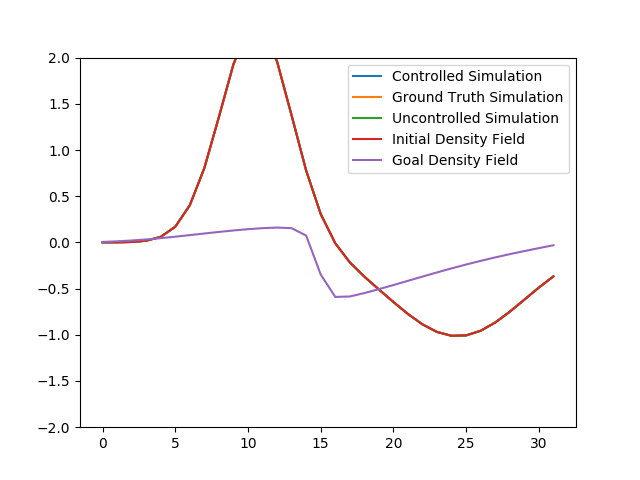 2.0
1.5
1.0
0.5
0.0
−0.5
−1.0
−1.5
−2.0
Controlled Simulation
Ground Truth Simulation
Uncontrolled Simulation
Initial Density Field
Goal Density Field
0 5 10 15 20 25 30